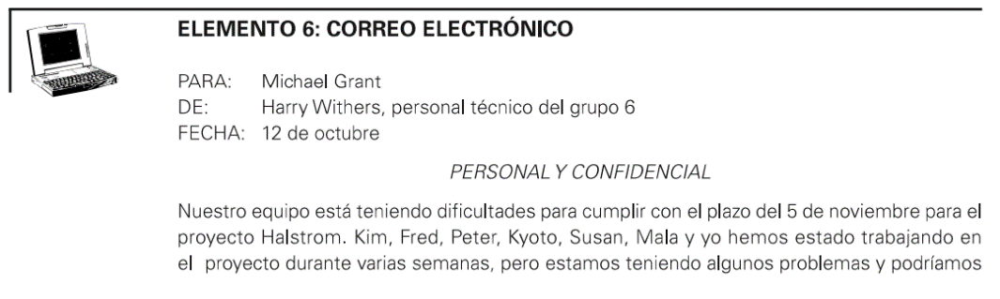 ELEMENTO 6: CORREO ELECTRÓNICO
PARA: Michael Grant
DE: Harry Withers, personal técnico del grupo 6
FECHA: 12 de octubre
PERSONAL Y CONFIDENCIAL
Nuestro equipo está teniendo dificultades para cumplir con el plazo del 5 de noviembre para el
proyecto Halstrom. Kim, Fred, Peter, Kyoto, Susan, Mala y yo hemos estado trabajando en
el proyecto durante varias semanas, pero estamos teniendo algunos problemas y podríamos